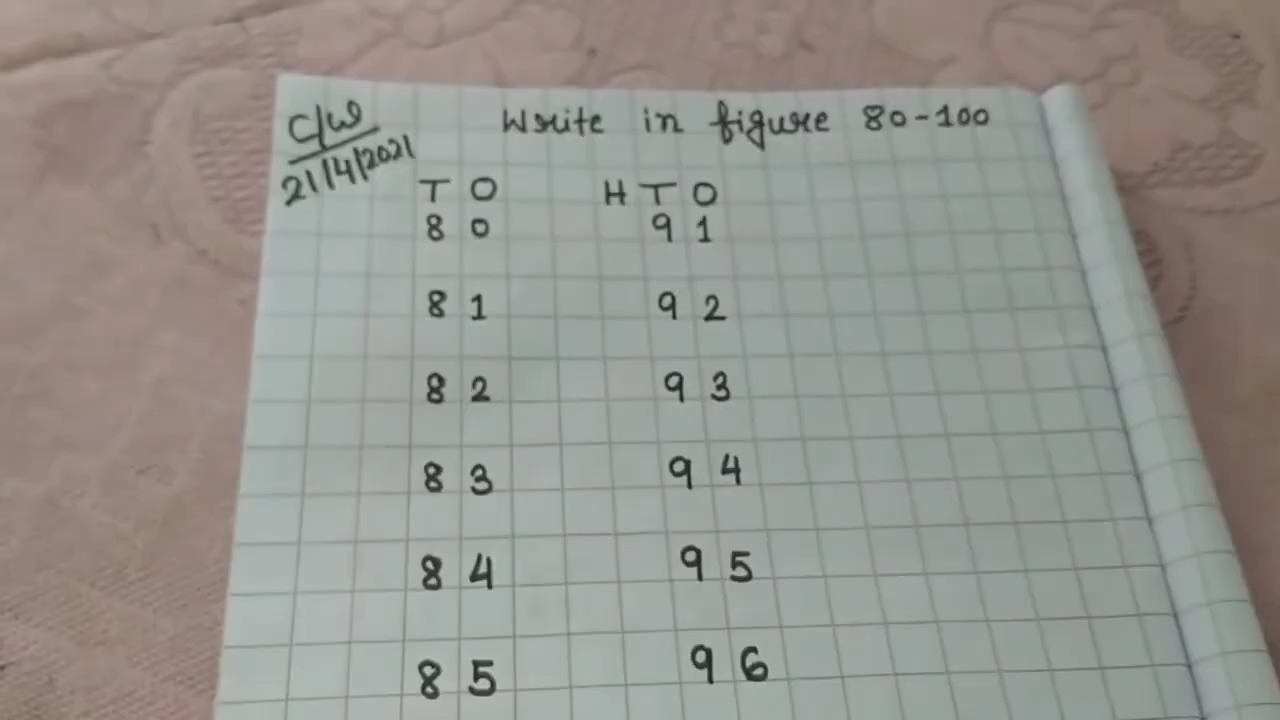 C/W Write in figure 80-100
21/4/2021
T O H T O
8 0 9 1
8 1 9 2
8 2 9 3
8 3 9 4
8 4 9 5
8 5 9 6